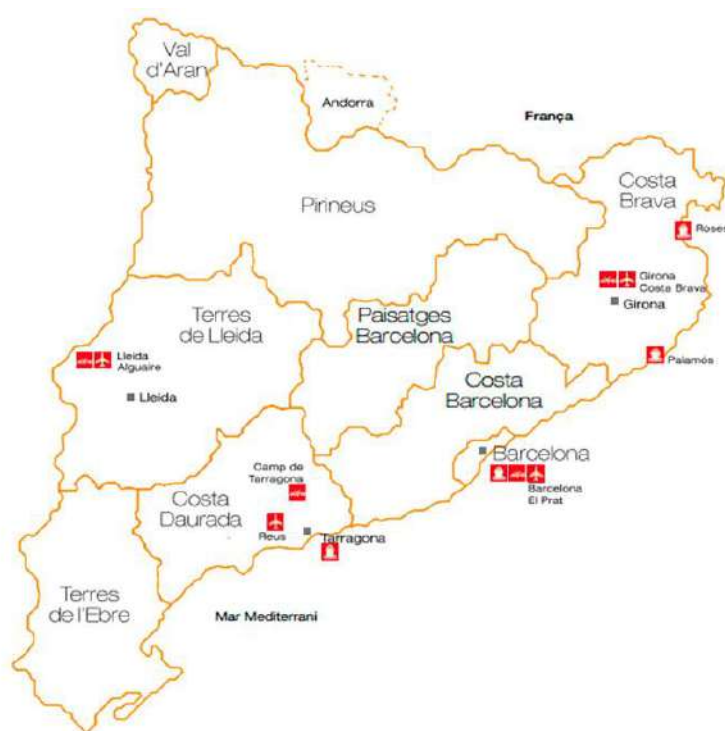 Val
d'Aran
Andorra
França
Costa
Brava
Pirineus
Roses
Girona
Costa Brava
Girona
Terres
de Lleida
Paisatges
Barcelona
Lleida
Alguaire
Palamós
Costa
Barcelona
Lleida
Barcelona
Camp de
Tarragona
Barcelona
El Prat
Costa
Daurada
Reus
Tarragona
Terres
de l'Ebre
Mar Mediterrani